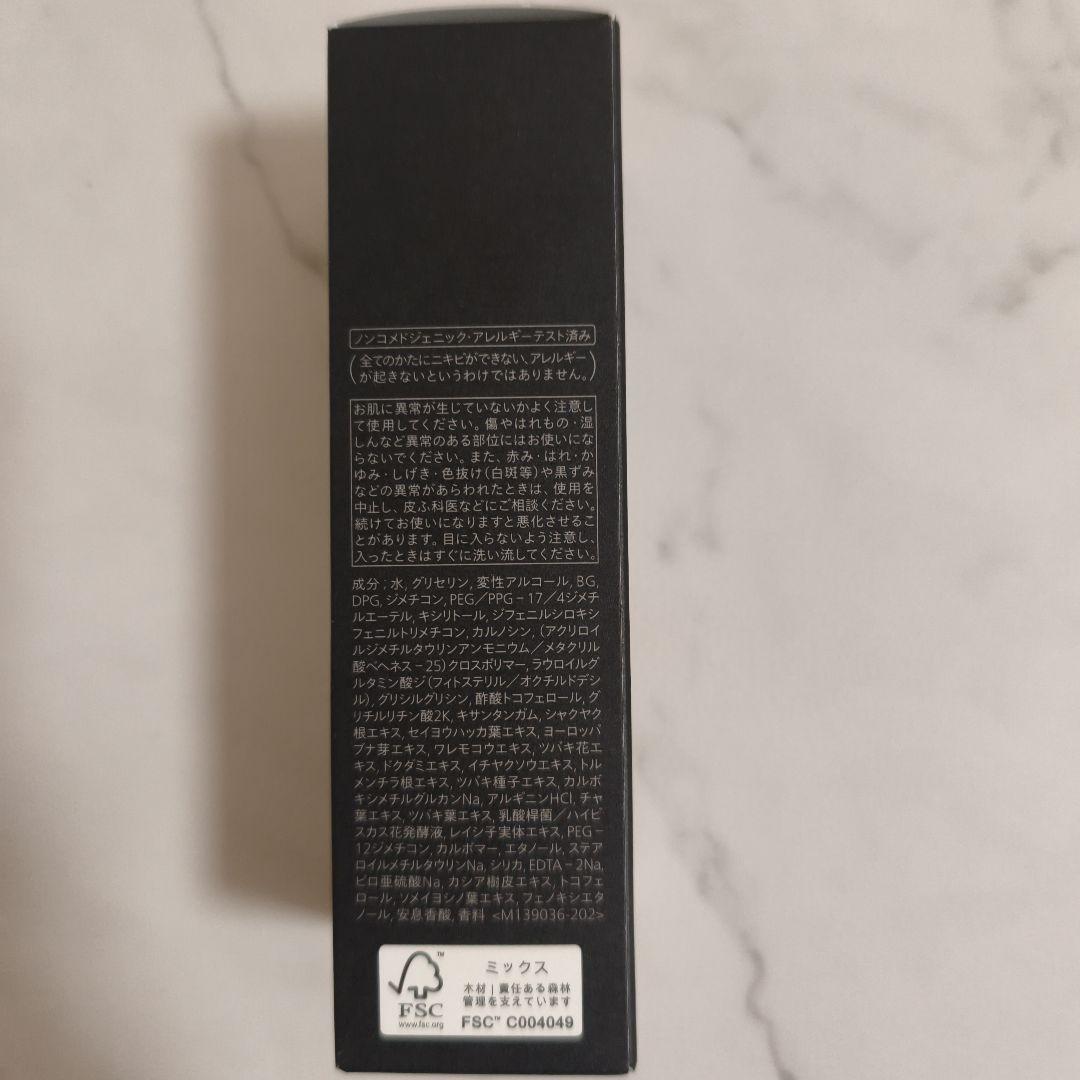 ノンコメドジェニック・アレルギーテスト済み
(全てのかたにニキビができない、アレルギー
が起きないというわけではありません。)
お肌に異常が生じていないかよく注意し
て使用してください。傷やはれもの・湿
しんなど異常のある部位にはお使いにな
らないでください。また、赤み・はれ・か
ゆみ・しげき・色抜け(白斑等)や黒ずみ
などの異常があらわれたときは、使用を
中止し、皮ふ科医などにご相談ください。
続けてお使いになりますと悪化させるこ
とがあります。目に入らないよう注意し、
入ったときはすぐに洗い流してください。
成分;水,グリセリン,変性アルコール,BG,
DPG,ジメチコン,PEG/PPG-17/4ジメチ
ルエーテル,キシリトール,ジフェニルシロキシ
フェニルトリメチコン,カルノシン,(アクリロイ
ルジメチルタウリンアンモニウム/メタクリル
酸ベヘネス-25)クロスポリマー,ラウロイルグ
ルタミン酸ジ(フィトステリル/オクチルドデシ
ル),グリシルグリシン,酢酸トコフェロール,グ
リチルリチン酸2K,キサンタンガム,シャクヤク
根エキス,セイヨウハッカ葉エキス,ヨーロッパ
ブナ芽エキス,ワレモコウエキス,ツバキ花エ
キス,ドクダミエキス,イチヤクソウエキス,トル
メンチラ根エキス,ツバキ種子エキス,カルボ
キシメチルグルカンNa,アルギニンHCl,チャ
葉エキス,ツバキ葉エキス,乳酸桿菌/ハイビ
スカス花発酵液,レイシ子実体エキス,PEG-
12ジメチコン,カルボマー,エタノール,ステア
ロイルメチルタウリンNa,シリカ,EDTA-2Na,
ピロ亜硫酸Na,カシア樹皮エキス,トコフェ
ロール,ソメイヨシノ葉エキス,フェノキシエタ
ノール,安息香酸,香料 <M139036-202>
FSC™
www.fsc.org
ミックス
木材|責任ある森林
管理を支えています
FSC™ C004049